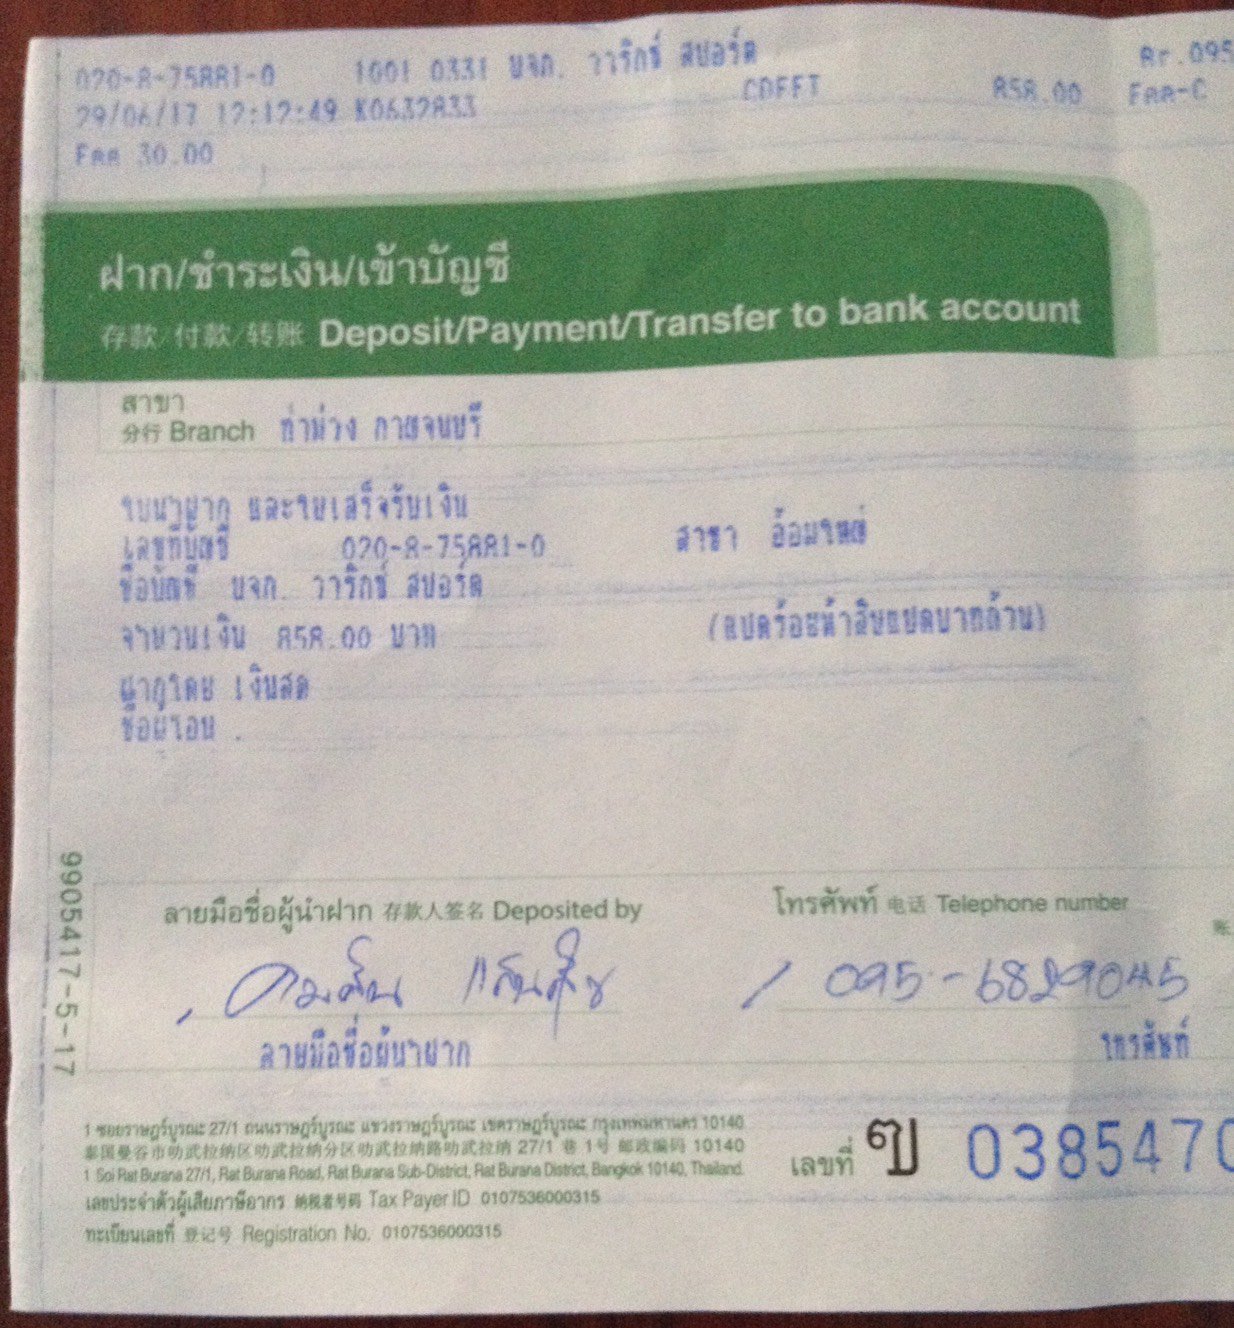 020-8-75881-0 1001 0331 บจก. วาริกซ์ สปอร์ต Br.095
29/06/17 12:12:49 K0632833 CDFFT 858.00 Fee-C
Fee 30.00
ฝาก/ชำระเงิน/เข้าบัญชี
存款/付款/转账 Deposit/Payment/Transfer to bank account
สาขา
分行 Branch ท่าม่วง กาญจนบุรี
ใบนำฝาก และใบเสร็จรับเงิน
เลขที่บัญชี 020-8-75881-0 สาขา อ้อมใหญ่
ชื่อบัญชี บจก. วาริกซ์ สปอร์ต
จำนวนเงิน 858.00 บาท (แปดร้อยห้าสิบแปดบาทถ้วน)
ฝากโดย เงินสด
ชื่อผู้โอน .
9905417-5-17
ลายมือชื่อผู้นำฝาก 存款人签名 Deposited by โทรศัพท์ 电话 Telephone number
账
/ 095-6829045
ลายมือชื่อผู้นำฝาก โทรศัพท์
1 ซอยราษฎร์บูรณะ 27/1 ถนนราษฎร์บูรณะ แขวงราษฎร์บูรณะ เขตราษฎร์บูรณะ กรุงเทพมหานคร 10140
泰国曼谷市叻武拉纳区叻武拉纳分区叻武拉纳路叻武拉纳 27/1 巷 1 号 邮政编码 10140
1 Soi Rat Burana 27/1, Rat Burana Road, Rat Burana Sub-District, Rat Burana District, Bangkok 10140, Thailand.
เลขที่ ฃ 0385470
เลขประจำตัวผู้เสียภาษีอากร 纳税者号码 Tax Payer ID 0107536000315
ทะเบียนเลขที่ 登记号 Registration No. 0107536000315